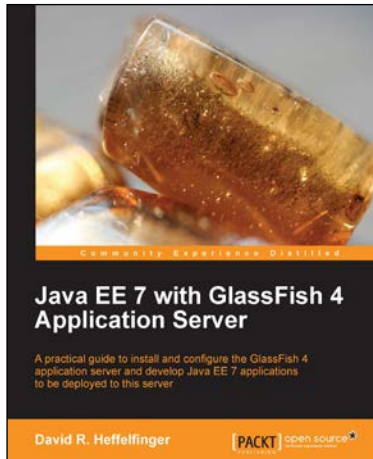 Community Experience Distilled
Java EE 7 with GlassFish 4
Application Server
A practical guide to install and configure the GlassFish 4
application server and develop Java EE 7 applications
to be deployed to this server
David R. Heffelfinger
[PACKT] open source*
PUBLISHING